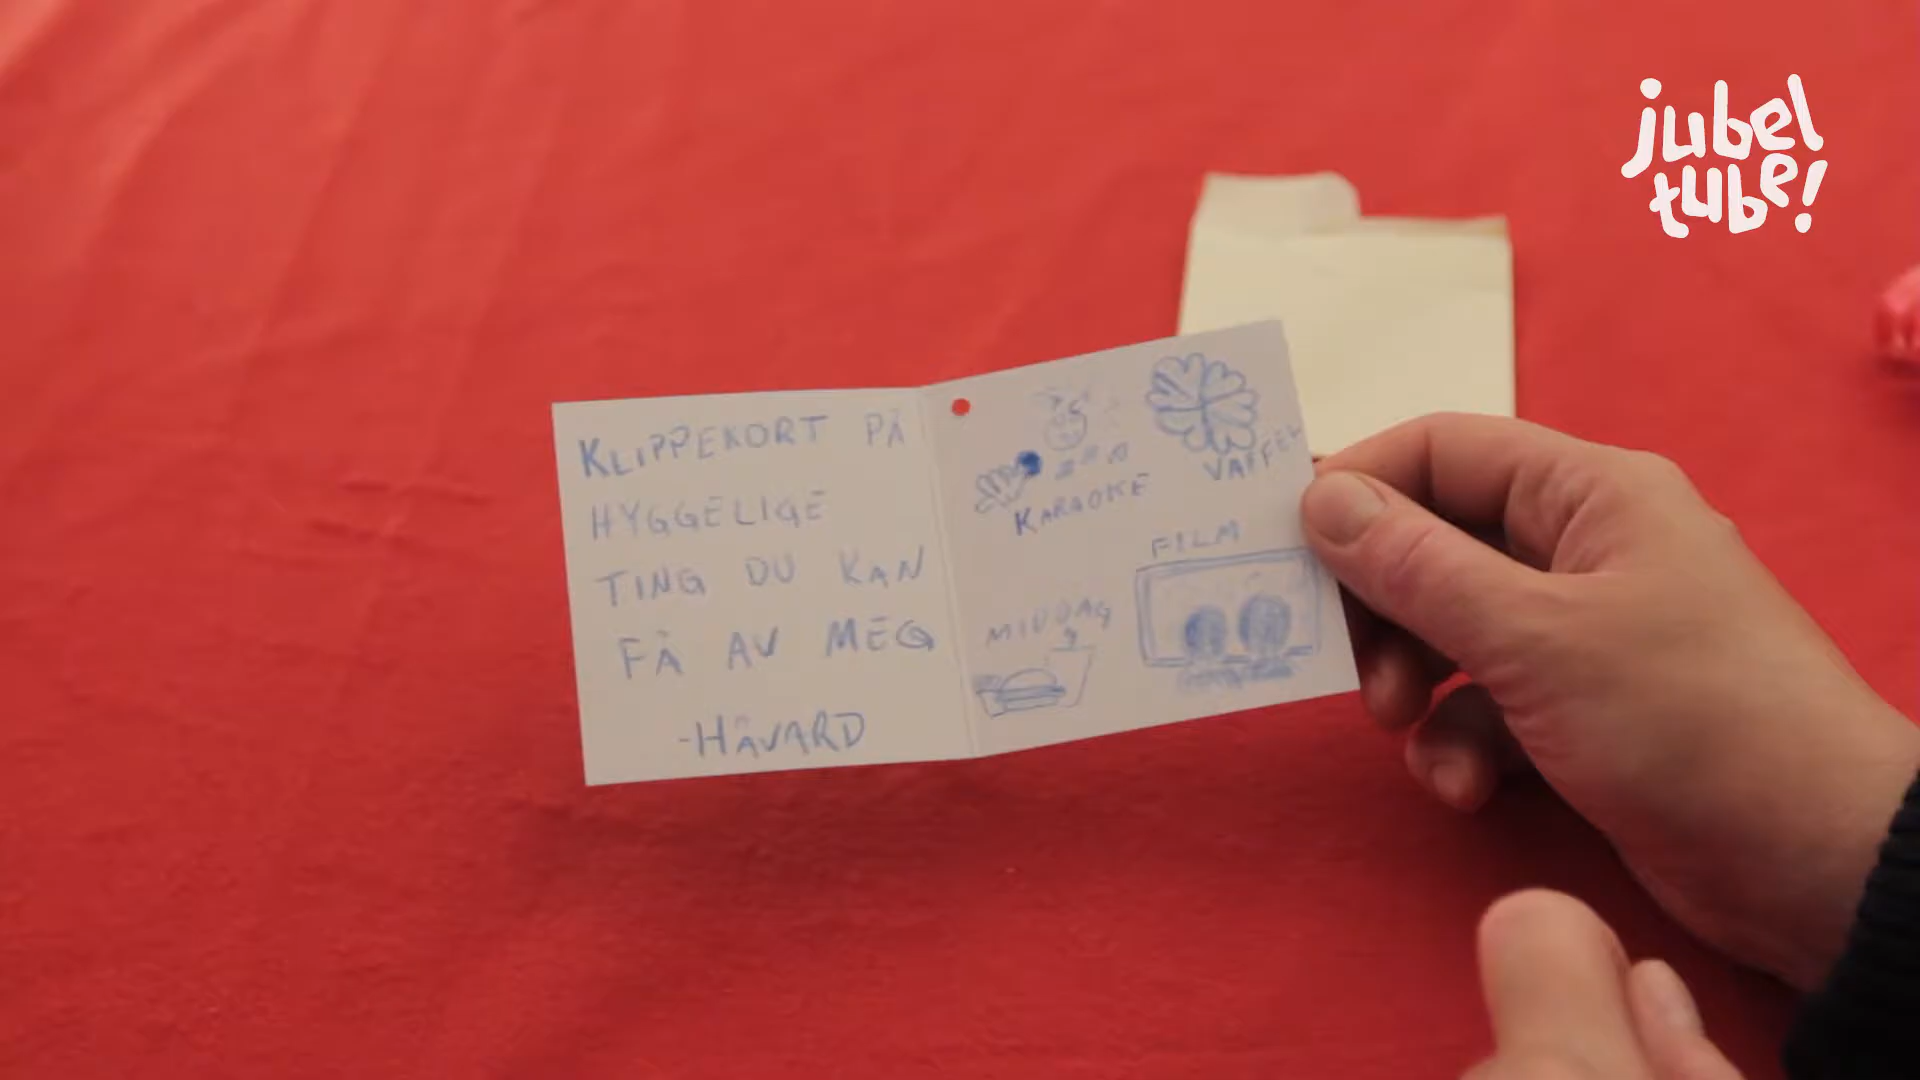 KLIPPEKORT PÅ
HYGGELIGE
TING DU KAN
FÅ AV MEG
-HÅVARD
KARAOKE
VAFFEL
FILM
MIDDAG
jubel
tube!